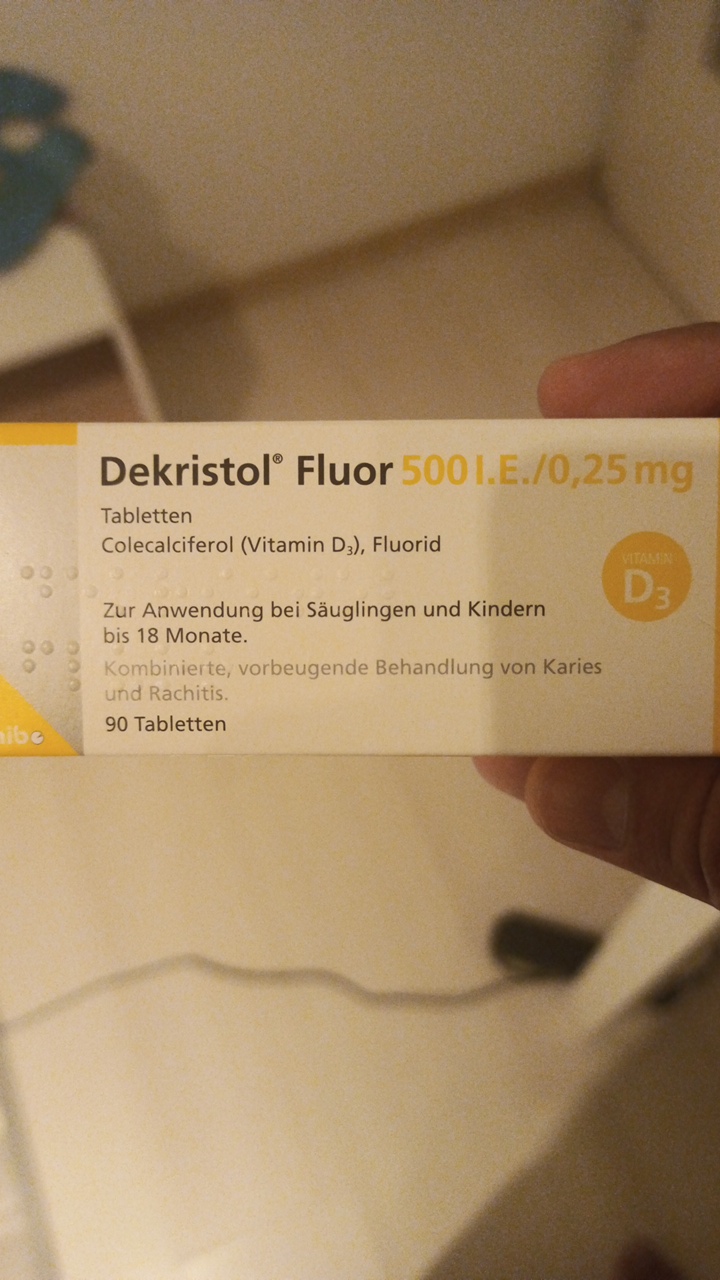 Dekristol® Fluor 500 I.E./0,25 mg
Tabletten
Colecalciferol (Vitamin D₃), Fluorid
VITAMIN
D₃
Zur Anwendung bei Säuglingen und Kindern
bis 18 Monate.
Kombinierte, vorbeugende Behandlung von Karies
und Rachitis.
90 Tabletten